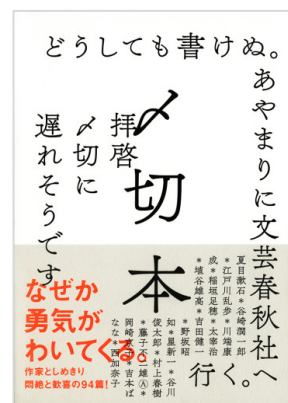 どうしても書けぬ。
あやまりに文芸春秋社へ
行く。
〆切本
拝啓
〆切に
遅れそうです
夏目漱石*谷崎潤一郎
*江戸川乱歩*川端康
成*稲垣足穂*太宰治
*埴谷雄高*吉田健一
*野坂昭
如*星新一*谷川
俊太郎*村上春樹
*藤子不二雄Ⓐ*
岡崎京子*吉本ば
なな*西加奈子
なぜか
勇気が
わいてくる。
作家としめきり
悶絶と歓喜の94篇!